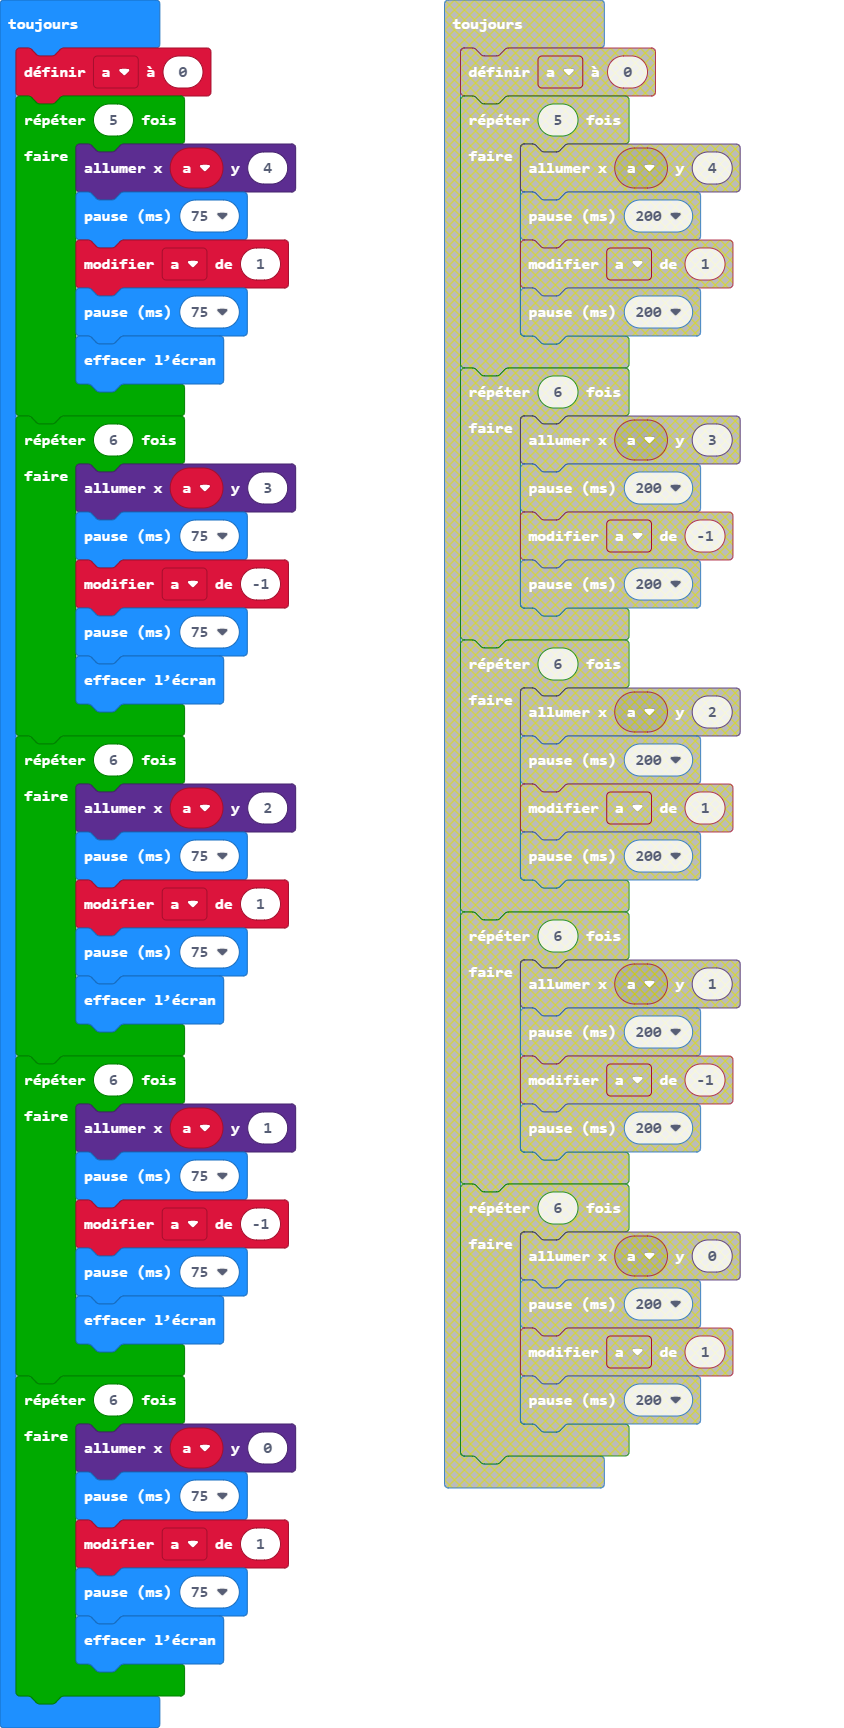 toujours
définir a à 0
répéter 5 fois
faire
allumer x a y 4
pause (ms) 75
modifier a de 1
pause (ms) 75
effacer l'écran
répéter 6 fois
faire
allumer x a y 3
pause (ms) 75
modifier a de -1
pause (ms) 75
effacer l'écran
répéter 6 fois
faire
allumer x a y 2
pause (ms) 75
modifier a de 1
pause (ms) 75
effacer l'écran
répéter 6 fois
faire
allumer x a y 1
pause (ms) 75
modifier a de -1
pause (ms) 75
effacer l'écran
répéter 6 fois
faire
allumer x a y 0
pause (ms) 75
modifier a de 1
pause (ms) 75
effacer l'écran
toujours
définir a à 0
répéter 5 fois
faire
allumer x a y 4
pause (ms) 200
modifier a de 1
pause (ms) 200
répéter 6 fois
faire
allumer x a y 3
pause (ms) 200
modifier a de -1
pause (ms) 200
répéter 6 fois
faire
allumer x a y 2
pause (ms) 200
modifier a de 1
pause (ms) 200
répéter 6 fois
faire
allumer x a y 1
pause (ms) 200
modifier a de -1
pause (ms) 200
répéter 6 fois
faire
allumer x a y 0
pause (ms) 200
modifier a de 1
pause (ms) 200